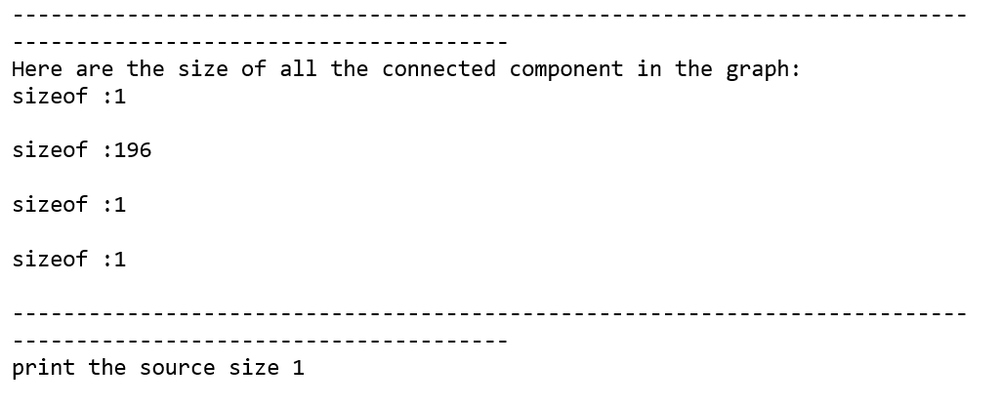 ---------------------------------------------------------------------------
---------------------------------------
Here are the size of all the connected component in the graph:
sizeof :1
sizeof :196
sizeof :1
sizeof :1
---------------------------------------------------------------------------
---------------------------------------
print the source size 1